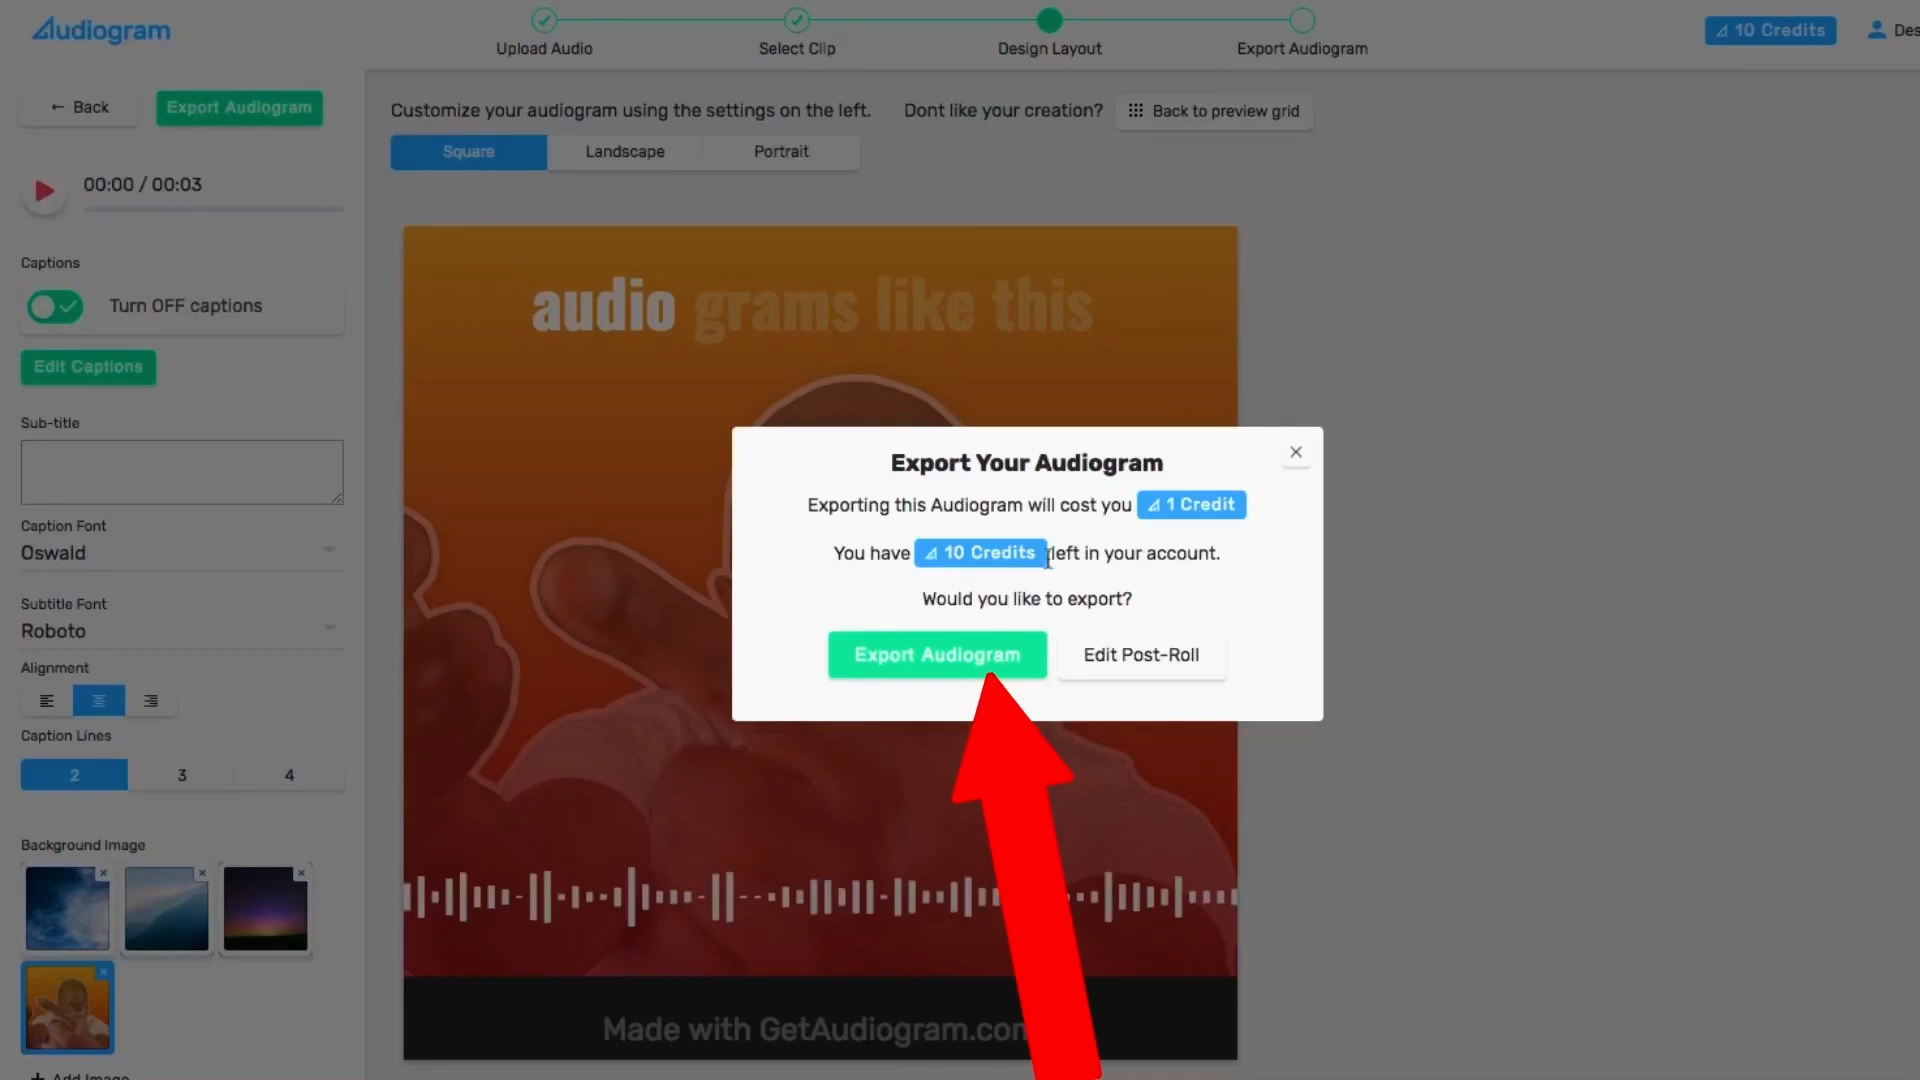 Audiogram
Upload Audio
Select Clip
Design Layout
Export Audiogram
10 Credits
← Back
Export Audiogram
Customize your audiogram using the settings on the left.
Dont like your creation?
Back to preview grid
Square
Landscape
Portrait
00:00 / 00:03
Captions
Turn OFF captions
Edit Captions
Sub-title
Caption Font
Oswald
Subtitle Font
Roboto
Alignment
Caption Lines
2
3
4
Background Image
Add Image
audio grams like this
Export Your Audiogram
Exporting this Audiogram will cost you 1 Credit
You have 10 Credits left in your account.
Would you like to export?
Export Audiogram
Edit Post-Roll
Made with GetAudiogram.com